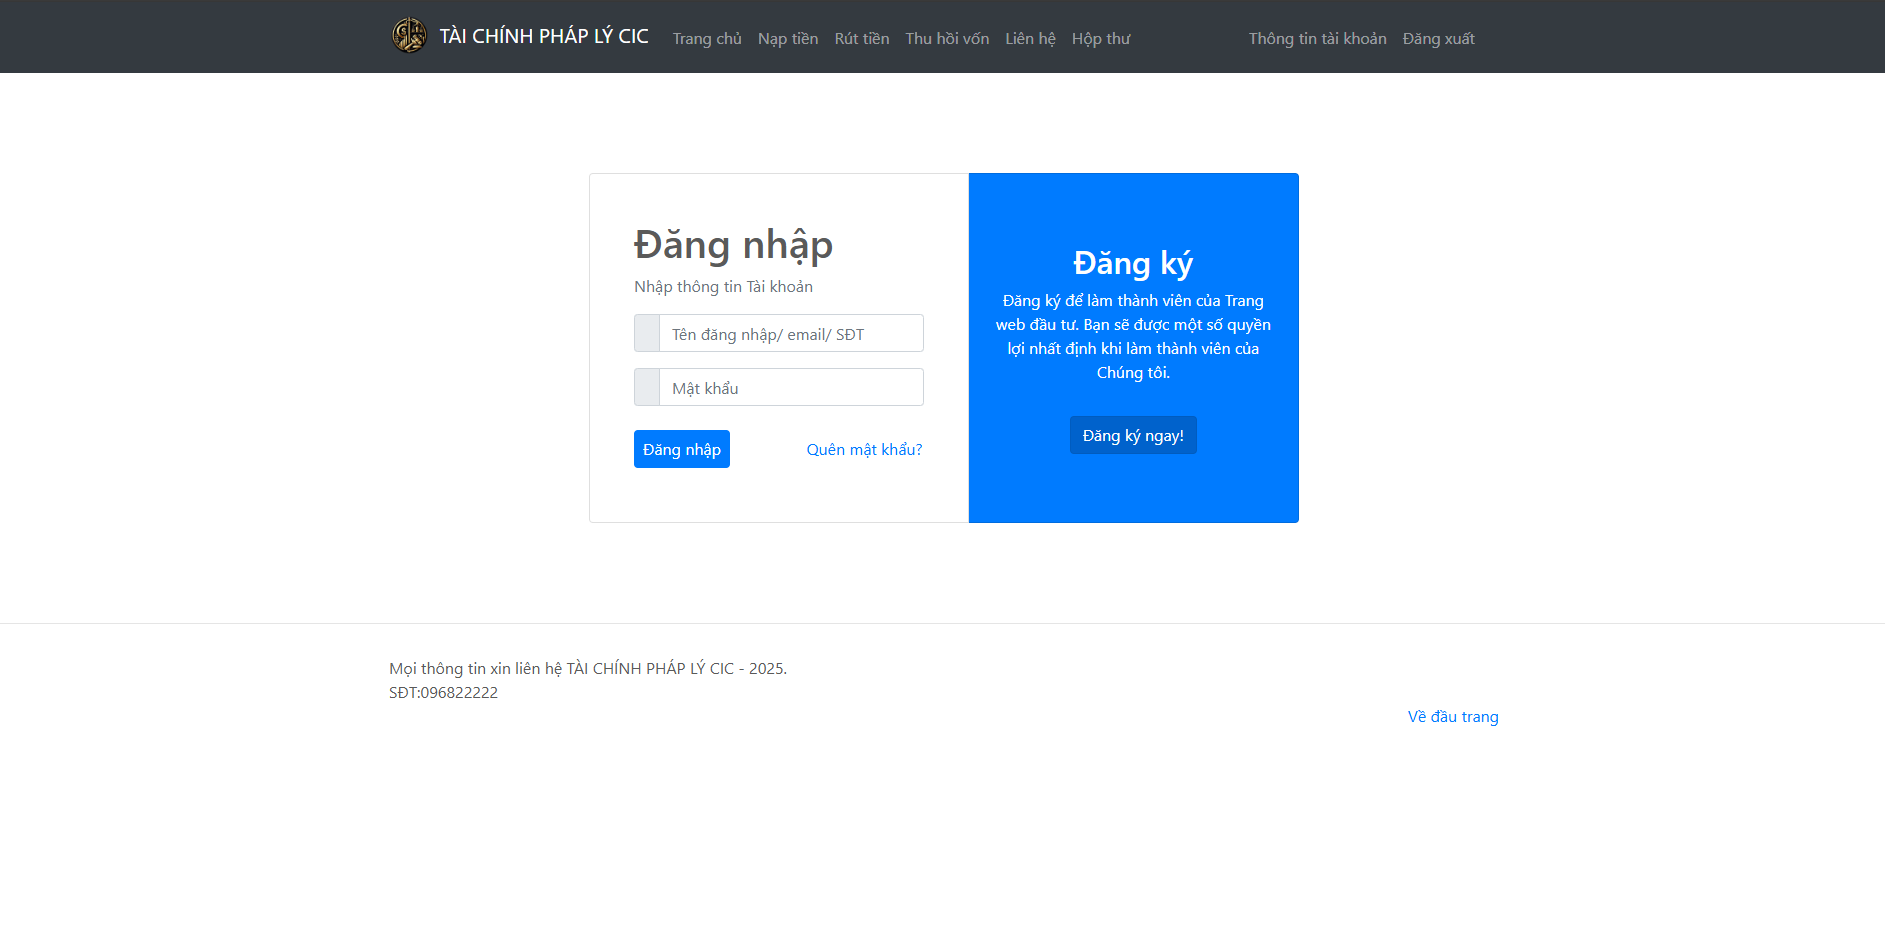 TÀI CHÍNH PHÁP LÝ CIC Trang chủ Nạp tiền Rút tiền Thu hồi vốn Liên hệ Hộp thư Thông tin tài khoản Đăng xuất
Đăng nhập
Nhập thông tin Tài khoản
Tên đăng nhập/ email/ SĐT
Mật khẩu
Đăng nhập Quên mật khẩu?
Đăng ký
Đăng ký để làm thành viên của Trang
web đầu tư. Bạn sẽ được một số quyền
lợi nhất định khi làm thành viên của
Chúng tôi.
Đăng ký ngay!
Mọi thông tin xin liên hệ TÀI CHÍNH PHÁP LÝ CIC - 2025.
SĐT:096822222
Về đầu trang